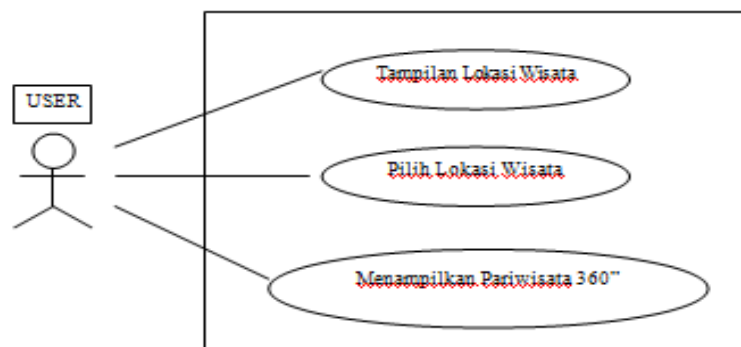 Tampilan Lokasi Wisata
USER
Pilih Lokasi Wisata
Menampilkan Pariwisata 360”